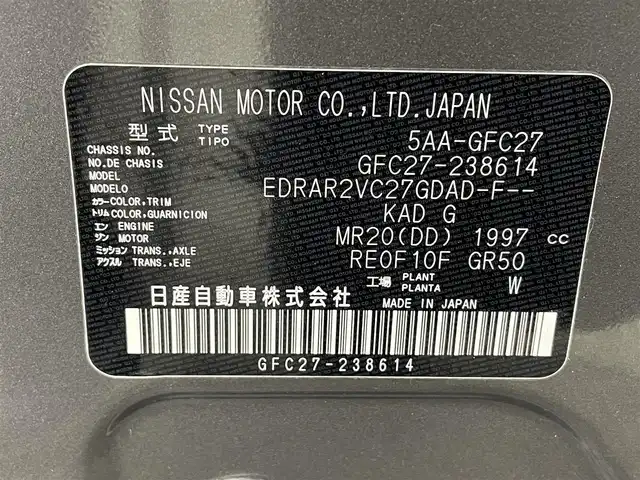 NISSAN MOTOR CO.,LTD.JAPAN
型式 TYPE TIPO 5AA-GFC27
CHASSIS NO. NO.DE CHASIS GFC27-238614
MODEL MODELO EDRAR2VC27GDAD-F--
カラー COLOR,TRIM トリム COLOR,GUARNICION KAD G
エン ENGINE ジン MOTOR MR20(DD) 1997 CC
ミッション TRANS.,AXLE アクスル TRANS.,EJE RE0F10F GR50
工場 PLANT PLANTA W
日産自動車株式会社 MADE IN JAPAN
GFC27-238614